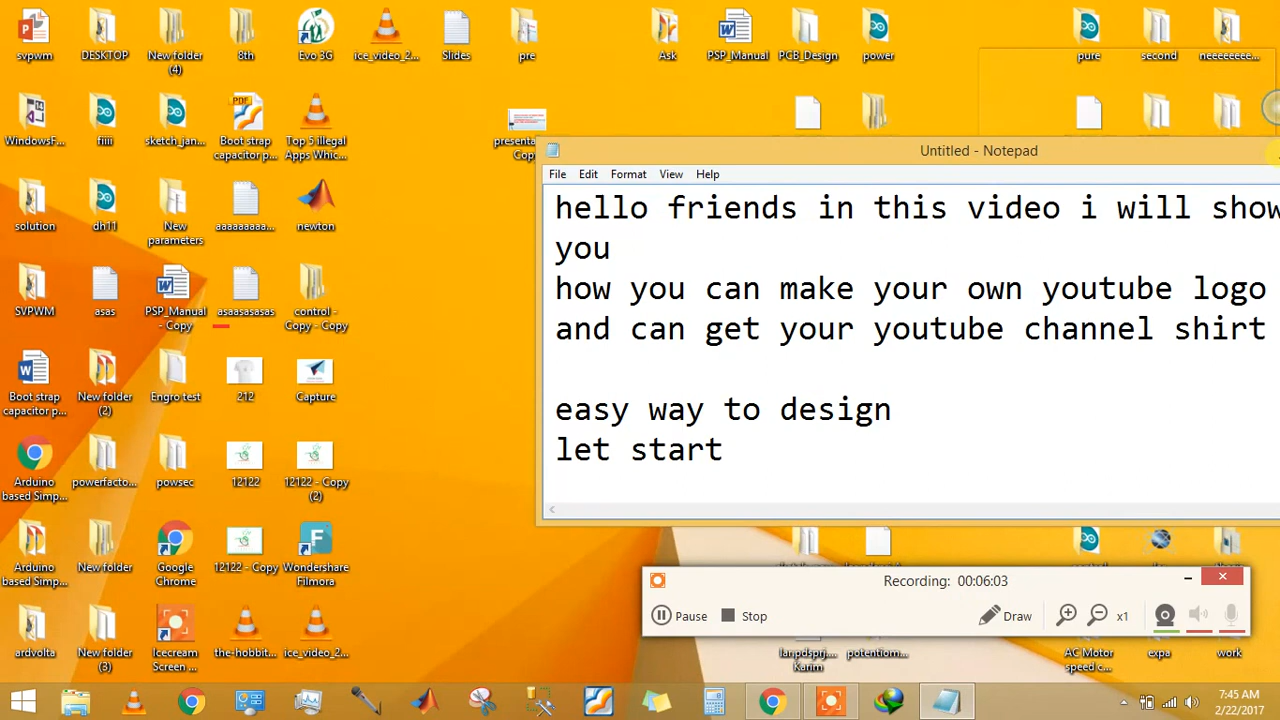 svpwm
DESKTOP
New folder (4)
8th
Evo 3G
ice_video_2...
Slides
pre
Ask
PSP_Manual
PCB_Design
power
pure
second
neeeeeeee...
WindowsF...
fiiii
sketch_jan...
Boot strap capacitor p...
Top 5 illegal Apps Whic...
solution
dh11
New parameters
aaaaaaaaa...
newton
SVPWM
asas
PSP_Manual - Copy
asaasasasas
control - Copy - Copy
Boot strap capacitor p...
New folder (2)
Engro test
212
Capture
Arduino based Simp...
powerfacto...
powsec
12122
12122 - Copy (2)
Arduino based Simp...
New folder
Google Chrome
12122 - Copy
Wondershare Filmora
ardvolta
New folder (3)
Icecream Screen ...
the-hobbit...
ice_video_2...
Untitled - Notepad
File Edit Format View Help
hello friends in this video i will show
you
how you can make your own youtube logo
and can get your youtube channel shirt
easy way to design
let start
Recording: 00:06:03
Pause Stop Draw x1
Karim
potentiom...
AC Motor speed c...
expa
work
7:45 AM
2/22/2017